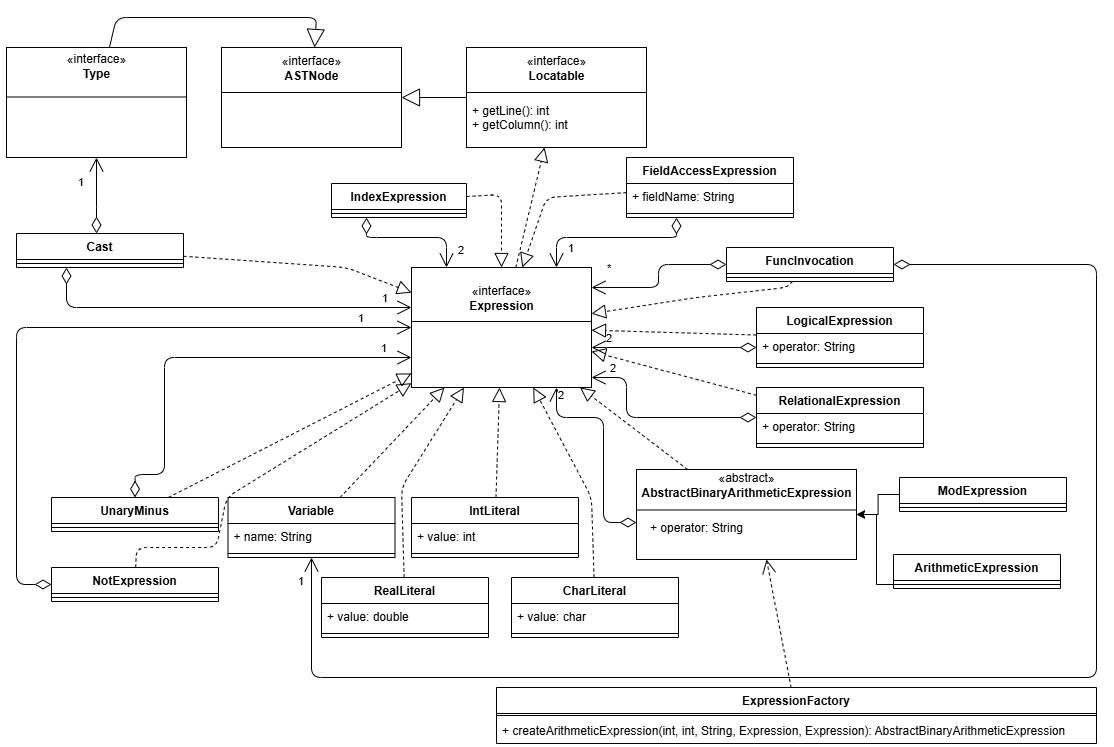 «interface»
Type
«interface»
ASTNode
«interface»
Locatable
+ getLine(): int
+ getColumn(): int
1
IndexExpression
FieldAccessExpression
+ fieldName: String
Cast
2
1
*
FuncInvocation
«interface»
Expression
1
1
1
LogicalExpression
+ operator: String
2
2
RelationalExpression
+ operator: String
2
«abstract»
AbstractBinaryArithmeticExpression
+ operator: String
ModExpression
ArithmeticExpression
UnaryMinus
Variable
+ name: String
IntLiteral
+ value: int
NotExpression
1
RealLiteral
+ value: double
CharLiteral
+ value: char
ExpressionFactory
+ createArithmeticExpression(int, int, String, Expression, Expression): AbstractBinaryArithmeticExpression